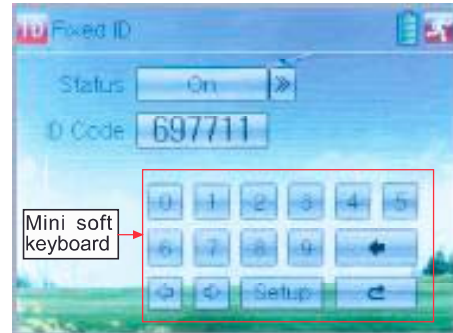 ID Fixed ID
Status On
ID Code 697711
0 1 2 3 4 5
Mini soft
keyboard
6 7 8 9
Setup